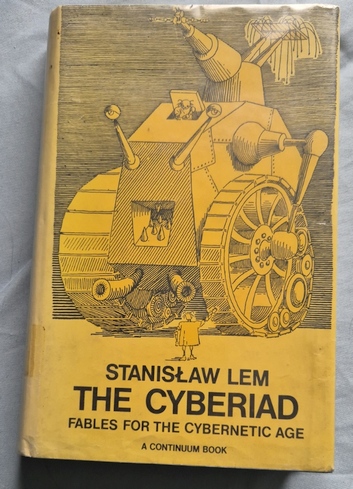 STANISŁAW LEM
THE CYBERIAD
FABLES FOR THE CYBERNETIC AGE
A CONTINUUM BOOK